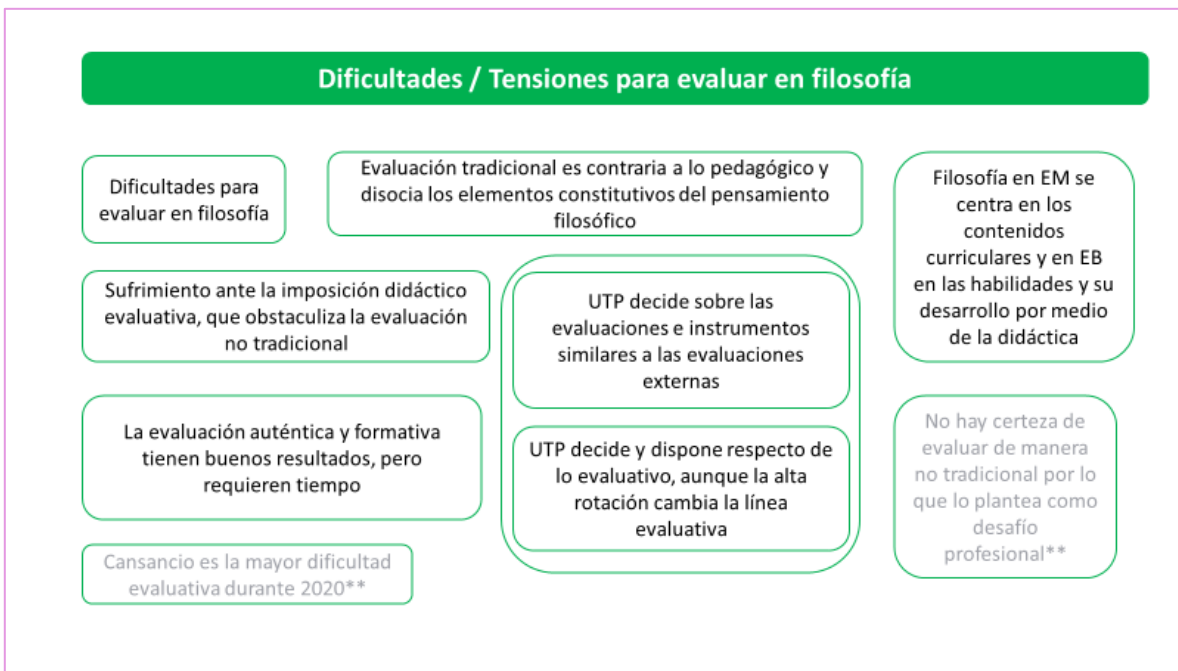 Dificultades / Tensiones para evaluar en filosofía
Dificultades para
evaluar en filosofía
Evaluación tradicional es contraria a lo pedagógico y
disocia los elementos constitutivos del pensamiento
filosófico
Filosofía en EM se
centra en los
contenidos
curriculares y en EB
en las habilidades y su
desarrollo por medio
de la didáctica
Sufrimiento ante la imposición didáctico
evaluativa, que obstaculiza la evaluación
no tradicional
UTP decide sobre las
evaluaciones e instrumentos
similares a las evaluaciones
externas
La evaluación auténtica y formativa
tienen buenos resultados, pero
requieren tiempo
UTP decide y dispone respecto de
lo evaluativo, aunque la alta
rotación cambia la línea
evaluativa
No hay certeza de
evaluar de manera
no tradicional por lo
que lo plantea como
desafío
profesional**
Cansancio es la mayor dificultad
evaluativa durante 2020**